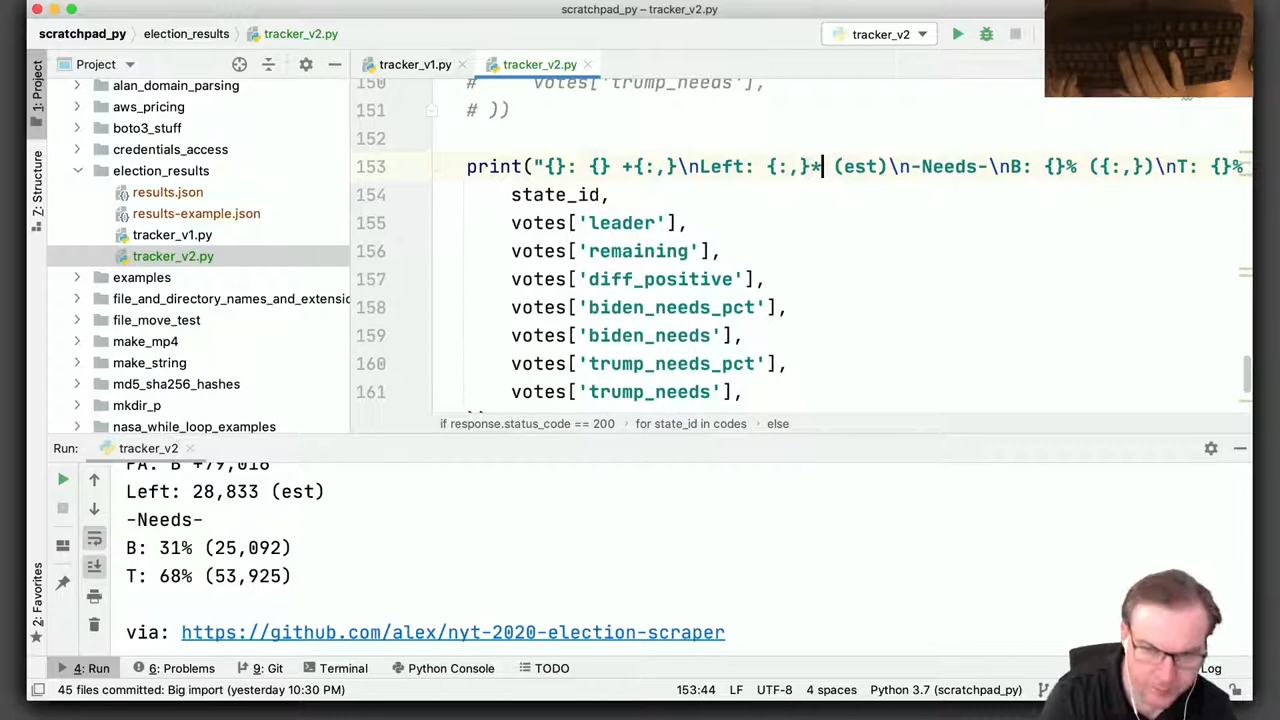 scratchpad_py – tracker_v2.py
scratchpad_py
election_results
tracker_v2.py
tracker_v2
1: Project
Project
tracker_v1.py
tracker_v2.py
alan_domain_parsing
aws_pricing
boto3_stuff
credentials_access
election_results
results.json
results-example.json
tracker_v1.py
tracker_v2.py
examples
file_and_directory_names_and_extensio
file_move_test
make_mp4
make_string
md5_sha256_hashes
mkdir_p
nasa_while_loop_examples
Z: Structure
2: Favorites
150 # votes['trump_needs'],
151 # ))
152
153 print("{}: {} +{:,}\nLeft: {:,}* (est)\n-Needs-\nB: {}% ({:,})\nT: {}%
154 state_id,
155 votes['leader'],
156 votes['remaining'],
157 votes['diff_positive'],
158 votes['biden_needs_pct'],
159 votes['biden_needs'],
160 votes['trump_needs_pct'],
161 votes['trump_needs'],
if response.status_code == 200 › for state_id in codes › else
Run: tracker_v2
PA: B +79,016
Left: 28,833 (est)
-Needs-
B: 31% (25,092)
T: 68% (53,925)
via: https://github.com/alex/nyt-2020-election-scraper
4: Run
6: Problems
9: Git
Terminal
Python Console
TODO
Log
45 files committed: Big import (yesterday 10:30 PM)
153:44 LF UTF-8 4 spaces Python 3.7 (scratchpad_py)